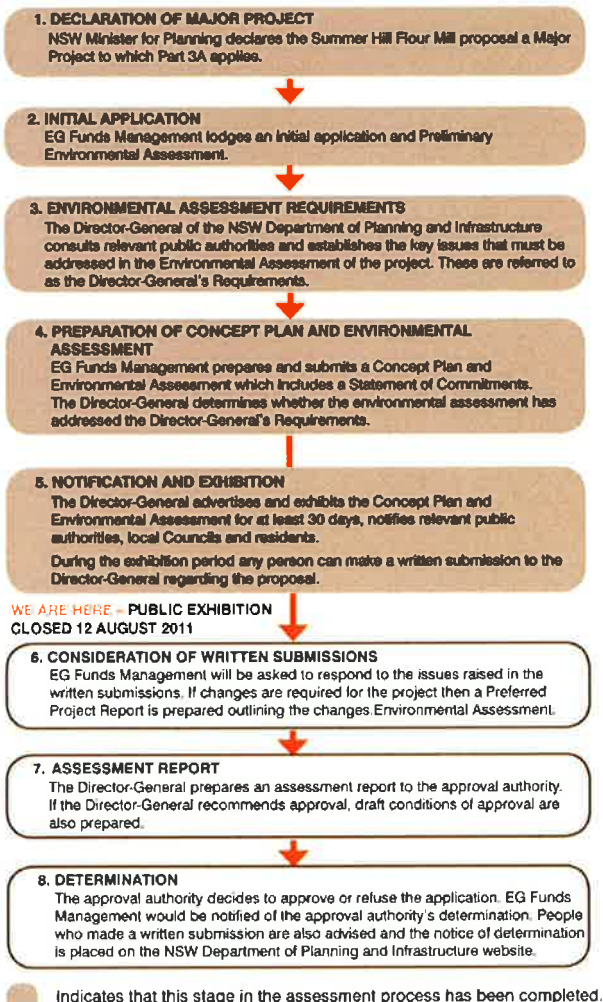 1. DECLARATION OF MAJOR PROJECT
NSW Minister for Planning declares the Summer Hill Flour Mill proposal a Major
Project to which Part 3A applies.
2. INITIAL APPLICATION
EG Funds Management lodges an initial application and Preliminary
Environmental Assessment.
3. ENVIRONMENTAL ASSESSMENT REQUIREMENTS
The Director-General of the NSW Department of Planning and Infrastructure
consults relevant public authorities and establishes the key issues that must be
addressed in the Environmental Assessment of the project. These are referred to
as the Director-General's Requirements.
4. PREPARATION OF CONCEPT PLAN AND ENVIRONMENTAL
ASSESSMENT
EG Funds Management prepares and submits a Concept Plan and
Environmental Assessment which includes a Statement of Commitments.
The Director-General determines whether the environmental assessment has
addressed the Director-General's Requirements.
5. NOTIFICATION AND EXHIBITION
The Director-General advertises and exhibits the Concept Plan and
Environmental Assessment for at least 30 days, notifies relevant public
authorities, local Councils and residents.
During the exhibition period any person can make a written submission to the
Director-General regarding the proposal.
WE ARE HERE - PUBLIC EXHIBITION
CLOSED 12 AUGUST 2011
6. CONSIDERATION OF WRITTEN SUBMISSIONS
EG Funds Management will be asked to respond to the issues raised in the
written submissions. If changes are required for the project then a Preferred
Project Report is prepared outlining the changes.Environmental Assessment.
7. ASSESSMENT REPORT
The Director-General prepares an assessment report to the approval authority.
If the Director-General recommends approval, draft conditions of approval are
also prepared.
8. DETERMINATION
The approval authority decides to approve or refuse the application. EG Funds
Management would be notified of the approval authority's determination. People
who made a written submission are also advised and the notice of determination
is placed on the NSW Department of Planning and Infrastructure website.
Indicates that this stage in the assessment process has been completed